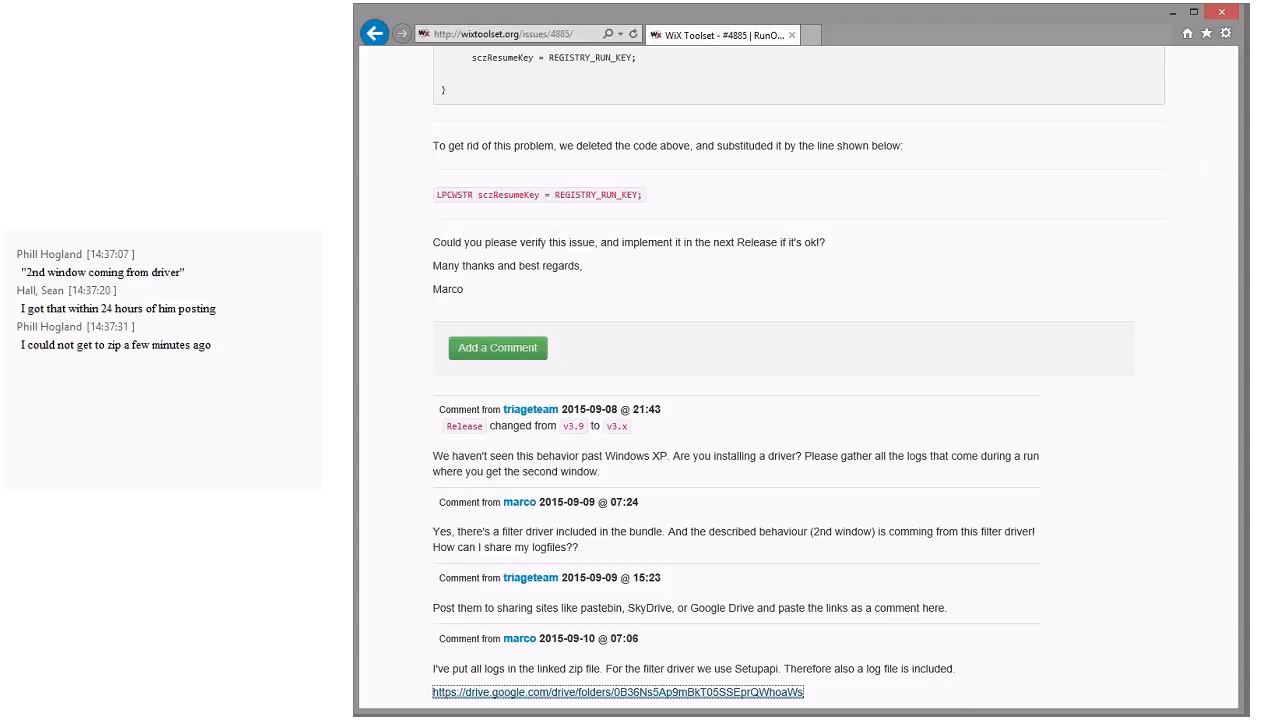 Phill Hogland [14:37:07 ]
"2nd window coming from driver"
Hall, Sean [14:37:20 ]
I got that within 24 hours of him posting
Phill Hogland [14:37:31 ]
I could not get to zip a few minutes ago
http://wixtoolset.org/issues/4885/
WiX Toolset - #4885 | RunO...
sczResumeKey = REGISTRY_RUN_KEY;
}
To get rid of this problem, we deleted the code above, and substituded it by the line shown below:
LPCWSTR sczResumeKey = REGISTRY_RUN_KEY;
Could you please verify this issue, and implement it in the next Release if it's ok!?
Many thanks and best regards,
Marco
Add a Comment
Comment from triageteam 2015-09-08 @ 21:43
Release changed from v3.9 to v3.x
We haven't seen this behavior past Windows XP. Are you installing a driver? Please gather all the logs that come during a run
where you get the second window.
Comment from marco 2015-09-09 @ 07:24
Yes, there's a filter driver included in the bundle. And the described behaviour (2nd window) is comming from this filter driver!
How can I share my logfiles??
Comment from triageteam 2015-09-09 @ 15:23
Post them to sharing sites like pastebin, SkyDrive, or Google Drive and paste the links as a comment here.
Comment from marco 2015-09-10 @ 07:06
I've put all logs in the linked zip file. For the filter driver we use Setupapi. Therefore also a log file is included.
https://drive.google.com/drive/folders/0B36Ns5Ap9mBkT05SSEprQWhoaWs